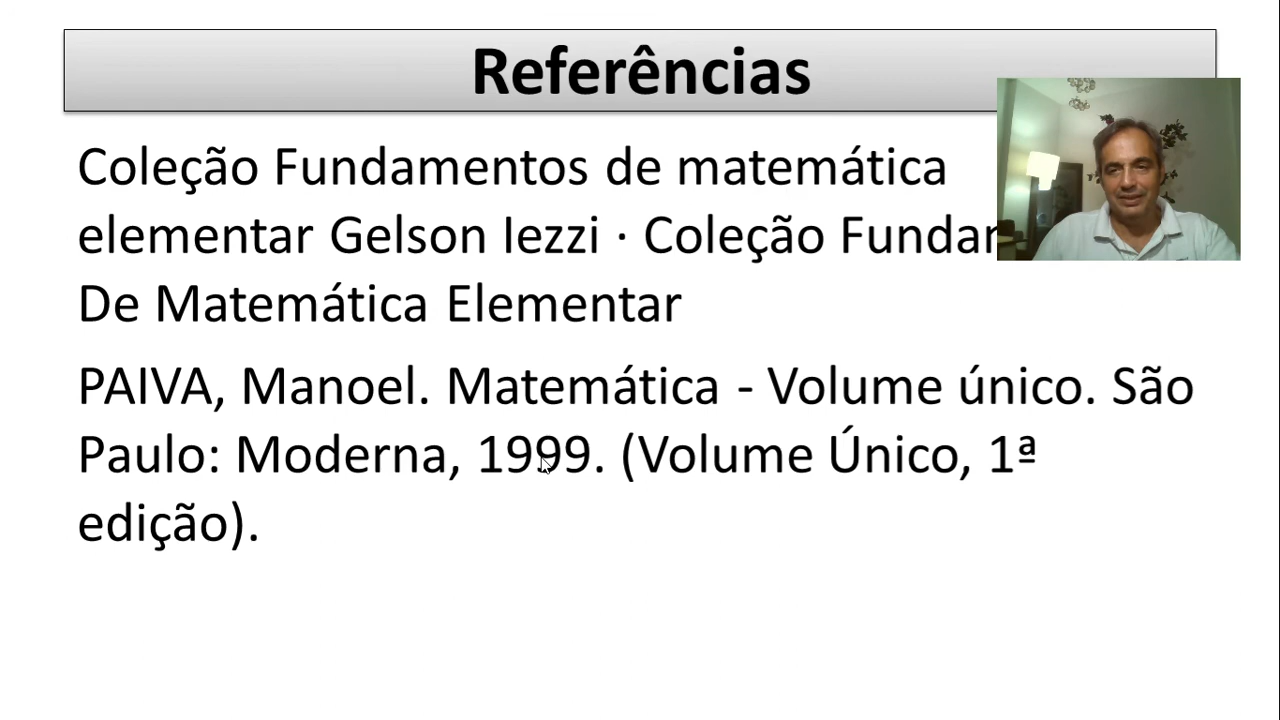 Referências
Coleção Fundamentos de matemática
elementar Gelson Iezzi · Coleção
De Matemática Elementar
PAIVA, Manoel. Matemática - Volume único. São
Paulo: Moderna, 1999. (Volume Único, 1ª
edição).